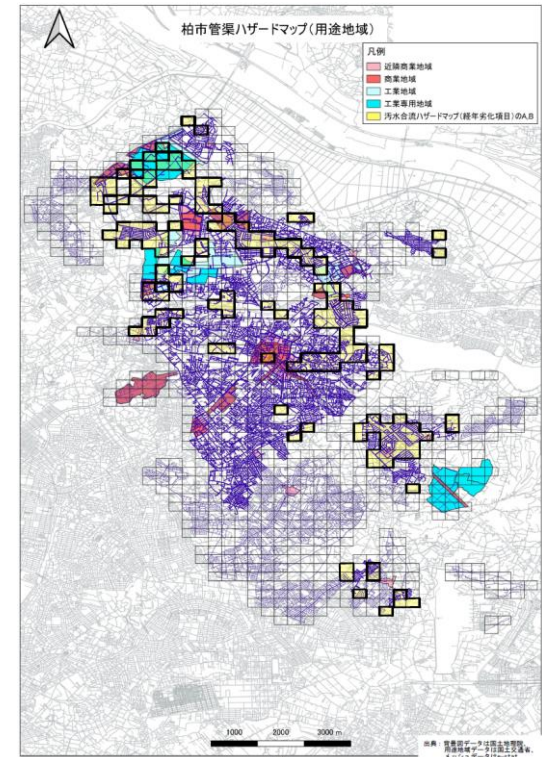 柏市管渠ハザードマップ(用途地域)
凡例
近隣商業地域
商業地域
工業地域
工業専用地域
汚水合流ハザードマップ(経年劣化項目)のA,B
1000 2000 3000 m
出典:背景図データは国土地理院、
用途地域データは国土交通省、